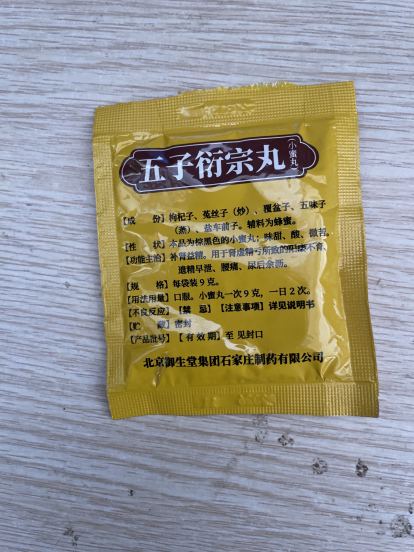 五子衍宗丸 小蜜丸
【成 份】枸杞子、菟丝子(炒)、覆盆子、五味子
(蒸)、盐车前子。辅料为蜂蜜。
【性 状】本品为棕黑色的小蜜丸;味甜、酸、微苦。
【功能主治】补肾益精。用于肾虚精亏所致的阳痿不育、
遗精早泄、腰痛、尿后余沥。
【规 格】每袋装9克。
【用法用量】口服。小蜜丸一次9克,一日2次。
【不良反应】【禁 忌】【注意事项】详见说明书
【贮 藏】密封
【产品批号】【有效期】至 见封口
北京御生堂集团石家庄制药有限公司